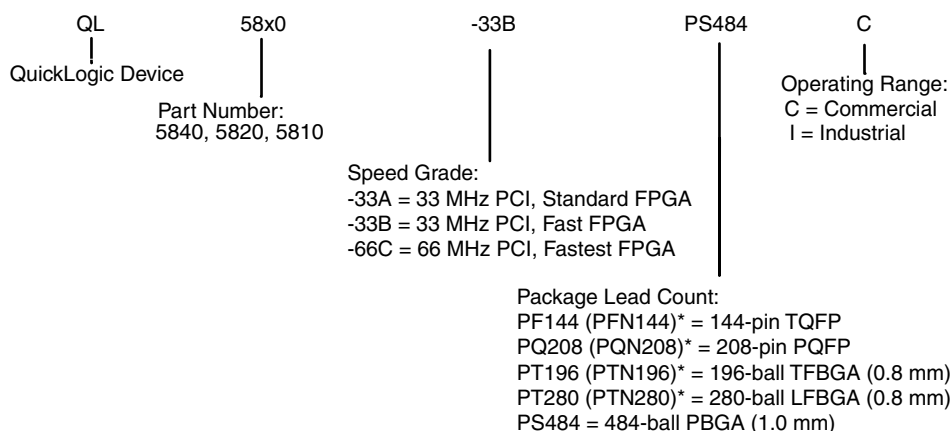 QL 58x0 -33B PS484 C
QuickLogic Device
Part Number:
5840, 5820, 5810
Operating Range:
C = Commercial
I = Industrial
Speed Grade:
-33A = 33 MHz PCI, Standard FPGA
-33B = 33 MHz PCI, Fast FPGA
-66C = 66 MHz PCI, Fastest FPGA
Package Lead Count:
PF144 (PFN144)* = 144-pin TQFP
PQ208 (PQN208)* = 208-pin PQFP
PT196 (PTN196)* = 196-ball TFBGA (0.8 mm)
PT280 (PTN280)* = 280-ball LFBGA (0.8 mm)
PS484 = 484-ball PBGA (1.0 mm)